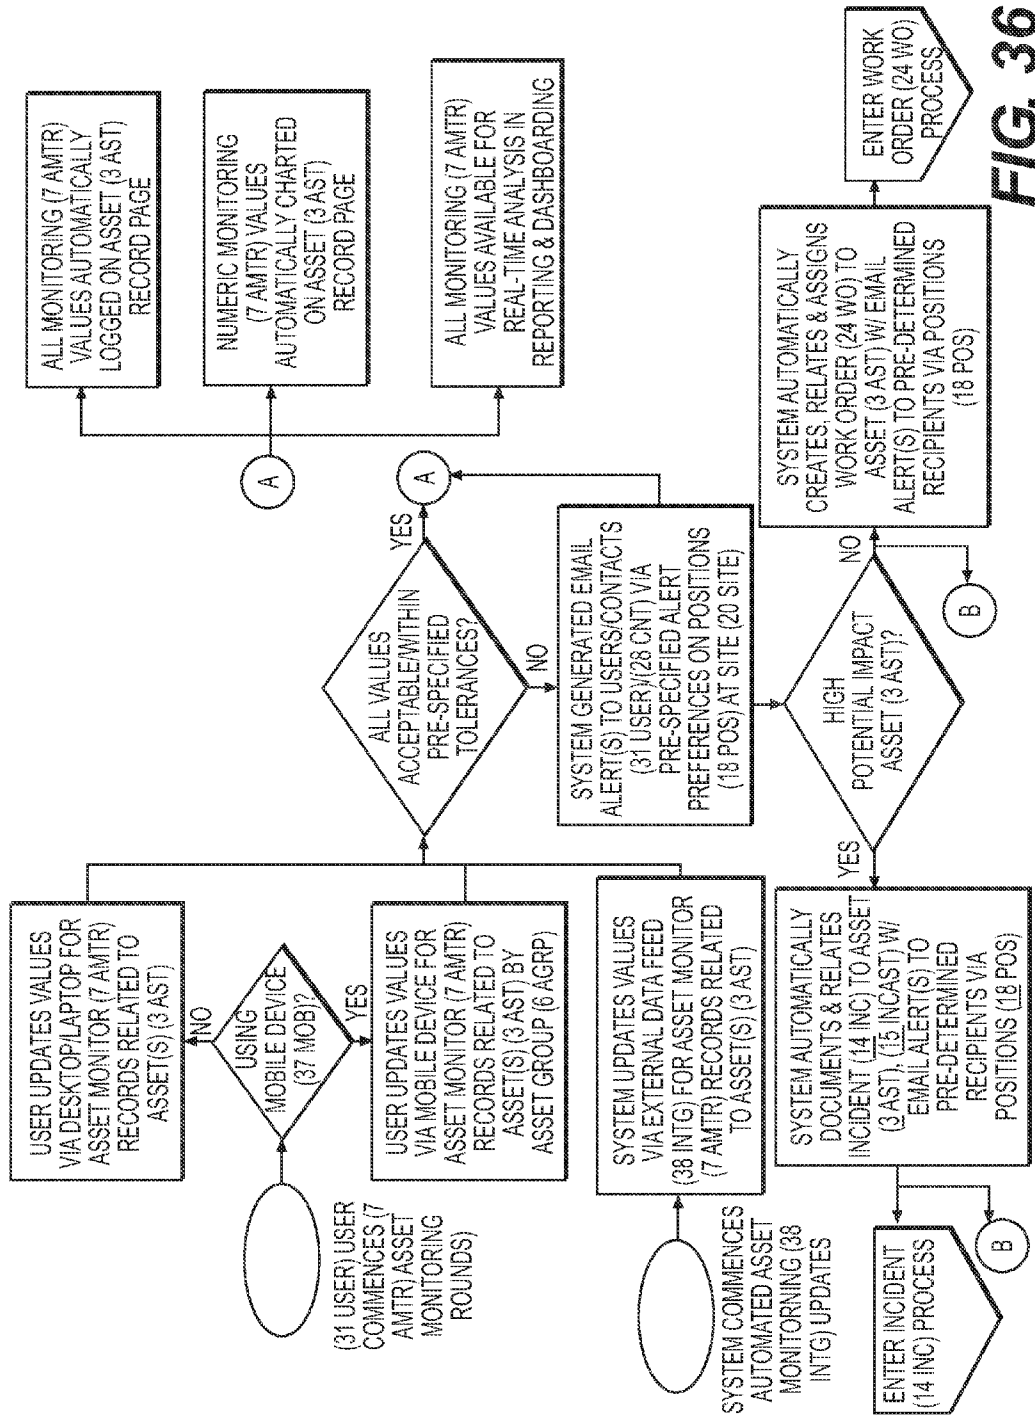 (31 USER) USER
COMMENCES (7
AMTR) ASSET
MONITORING
ROUNDS)
USING
MOBILE DEVICE
(37 MOB)?
NO
YES
USER UPDATES VALUES
VIA DESKTOP/LAPTOP FOR
ASSET MONITOR (7 AMTR)
RECORDS RELATED TO
ASSET(S) (3 AST)
USER UPDATES VALUES
VIA MOBILE DEVICE FOR
ASSET MONITOR (7 AMTR)
RECORDS RELATED TO
ASSET(S) (3 AST) BY
ASSET GROUP (6 AGRP)
SYSTEM COMMENCES
AUTOMATED ASSET
MONITORNING (38
INTG) UPDATES
SYSTEM UPDATES VALUES
VIA EXTERNAL DATA FEED
(38 INTG) FOR ASSET MONITOR
(7 AMTR) RECORDS RELATED
TO ASSET(S) (3 AST)
ALL VALUES
ACCEPTABLE/WITHIN
PRE-SPECIFIED
TOLERANCES?
YES
A
NO
SYSTEM GENERATED EMAIL
ALERT(S) TO USERS/CONTACTS
(31 USER)/(28 CNT) VIA
PRE-SPECIFIED ALERT
PREFERENCES ON POSITIONS
(18 POS) AT SITE (20 SITE)
A
ALL MONITORING (7 AMTR)
VALUES AUTOMATICALLY
LOGGED ON ASSET (3 AST)
RECORD PAGE
NUMERIC MONITORING
(7 AMTR) VALUES
AUTOMATICALLY CHARTED
ON ASSET (3 AST)
RECORD PAGE
ALL MONITORING (7 AMTR)
VALUES AVAILABLE FOR
REAL-TIME ANALYSIS IN
REPORTING & DASHBOARDING
HIGH
POTENTIAL IMPACT
ASSET (3 AST)?
YES
NO
SYSTEM AUTOMATICALLY
DOCUMENTS & RELATES
INCIDENT (14 INC) TO ASSET
(3 AST), (15 INCAST) W/
EMAIL ALERT(S) TO
PRE-DETERMINED
RECIPIENTS VIA
POSITIONS (18 POS)
ENTER INCIDENT
(14 INC) PROCESS
B
B
SYSTEM AUTOMATICALLY
CREATES, RELATES & ASSIGNS
WORK ORDER (24 WO) TO
ASSET (3 AST) W/ EMAIL
ALERT(S) TO PRE-DETERMINED
RECIPIENTS VIA POSITIONS
(18 POS)
ENTER WORK
ORDER (24 WO)
PROCESS
FIG. 36